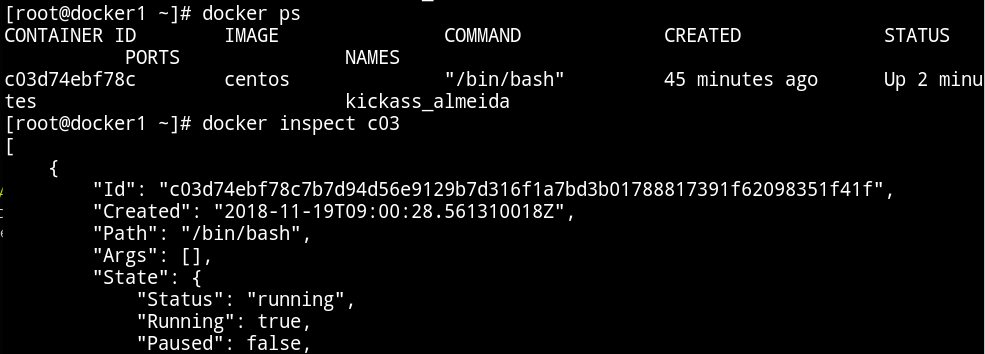 [root@docker1 ~]# docker ps
CONTAINER ID        IMAGE               COMMAND             CREATED             STATUS
           PORTS               NAMES
c03d74ebf78c        centos              "/bin/bash"         45 minutes ago      Up 2 minu
tes                            kickass_almeida
[root@docker1 ~]# docker inspect c03
[
    {
        "Id": "c03d74ebf78c7b7d94d56e9129b7d316f1a7bd3b01788817391f62098351f41f",
        "Created": "2018-11-19T09:00:28.561310018Z",
        "Path": "/bin/bash",
        "Args": [],
        "State": {
            "Status": "running",
            "Running": true,
            "Paused": false,